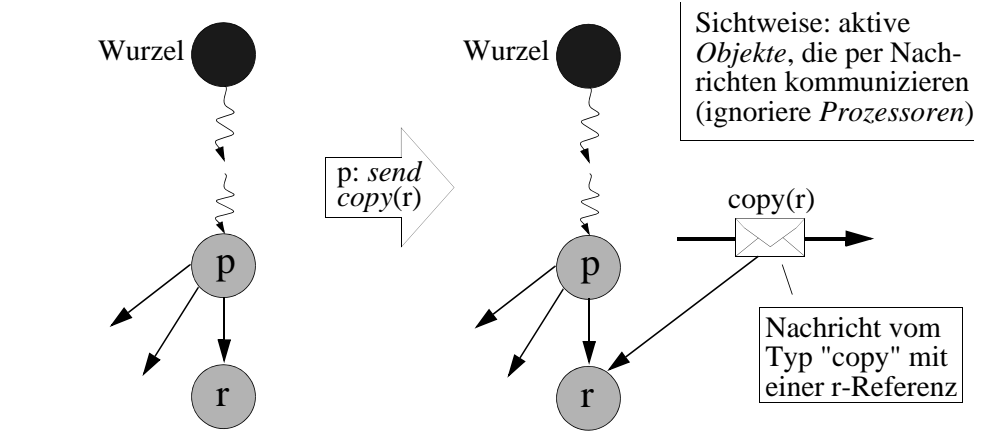 Wurzel
p
r
p: send
copy(r)
Wurzel
p
r
Sichtweise: aktive
Objekte, die per Nach-
richten kommunizieren
(ignoriere Prozessoren)
copy(r)
Nachricht vom
Typ "copy" mit
einer r-Referenz